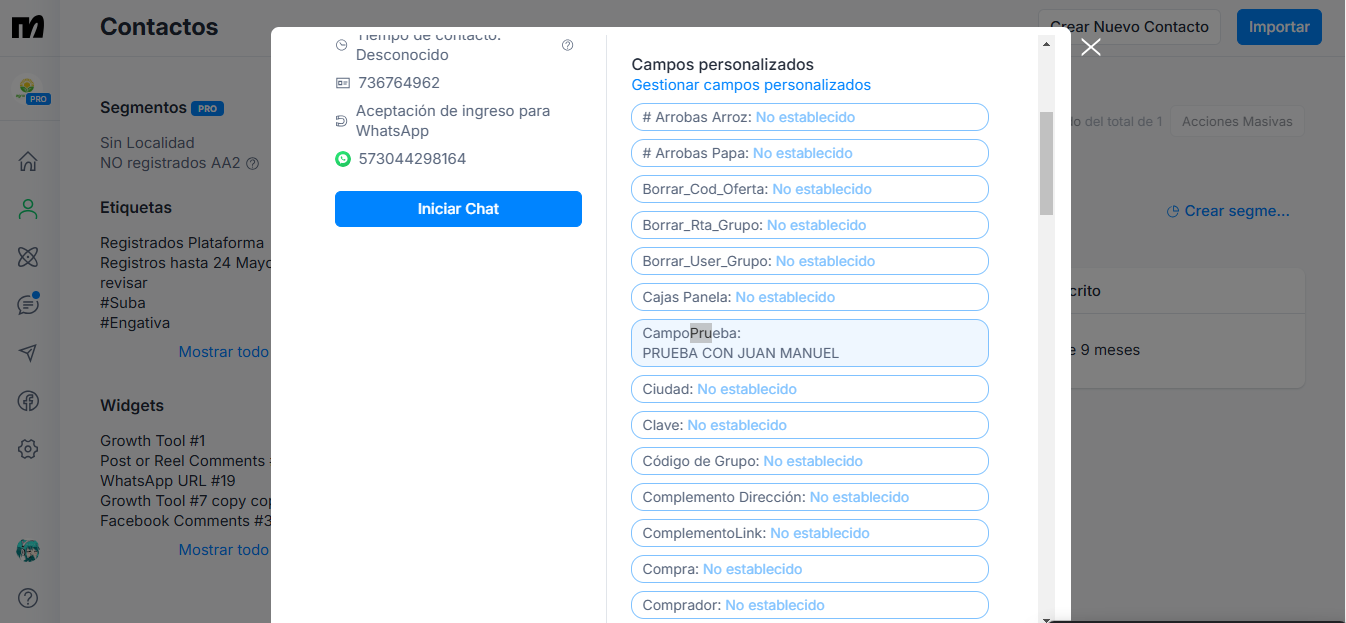 Contactos
Crear Nuevo Contacto
Importar
PRO
Segmentos PRO
Sin Localidad
NO registrados AA2
Etiquetas
Registrados Plataforma
Registros hasta 24 Mayo
revisar
#Suba
#Engativa
Mostrar todo
Widgets
Growth Tool #1
Post or Reel Comments
WhatsApp URL #19
Growth Tool #7 copy
Facebook Comments #3
Mostrar todo
Tiempo de contacto:
Desconocido
736764962
Aceptación de ingreso para
WhatsApp
573044298164
Iniciar Chat
Campos personalizados
Gestionar campos personalizados
# Arrobas Arroz: No establecido
# Arrobas Papa: No establecido
Borrar_Cod_Oferta: No establecido
Borrar_Rta_Grupo: No establecido
Borrar_User_Grupo: No establecido
Cajas Panela: No establecido
CampoPrueba:
PRUEBA CON JUAN MANUEL
Ciudad: No establecido
Clave: No establecido
Código de Grupo: No establecido
Complemento Dirección: No establecido
ComplementoLink: No establecido
Compra: No establecido
Comprador: No establecido
del total de 1
Acciones Masivas
Crear segme...
crito
e 9 meses